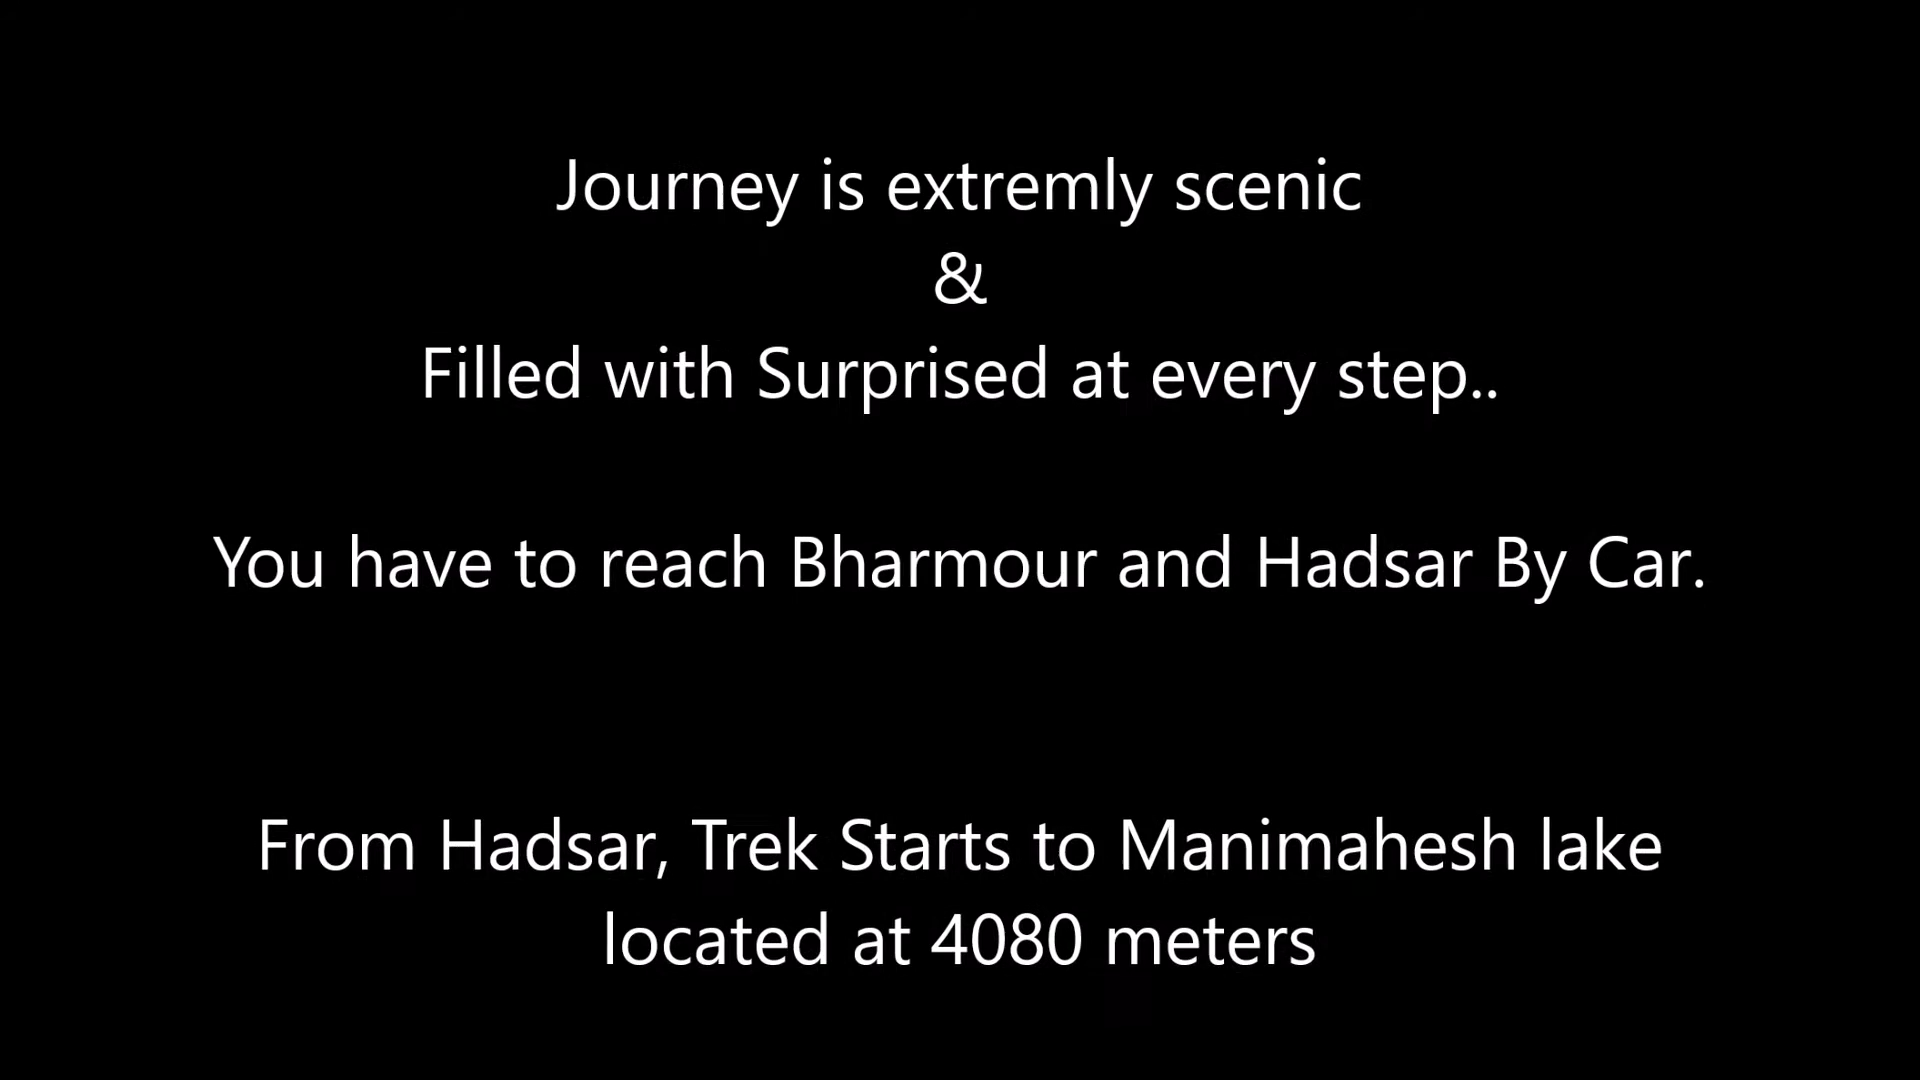 Journey is extremly scenic
&
Filled with Surprised at every step..
You have to reach Bharmour and Hadsar By Car.
From Hadsar, Trek Starts to Manimahesh lake
located at 4080 meters